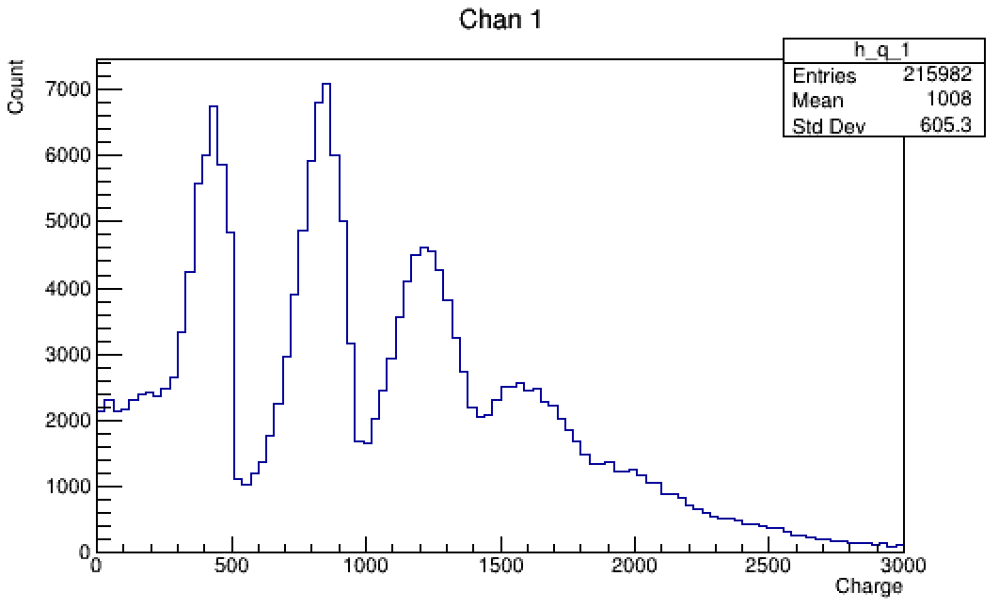 Chan 1
h_q_1
Entries 215982
Mean 1008
Std Dev 605.3
Count
7000
6000
5000
4000
3000
2000
1000
0
0 500 1000 1500 2000 2500 3000
Charge